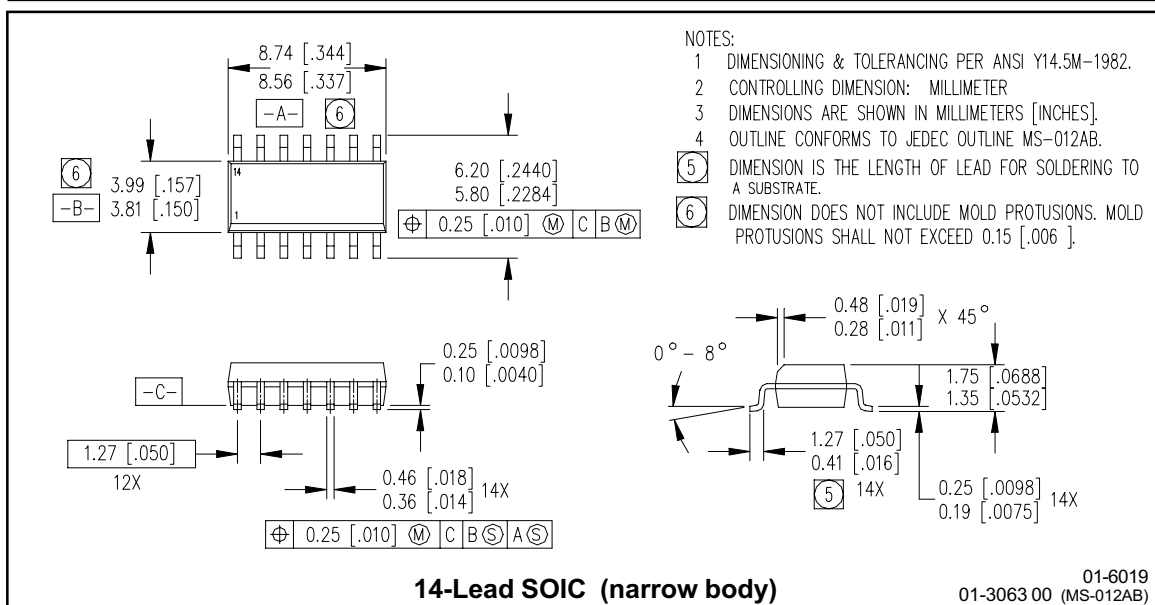 8.74 [.344]
8.56 [.337]
-A- 6
6
3.99 [.157]
3.81 [.150]
-B-
14
1
6.20 [.2440]
5.80 [.2284]
⌖ 0.25 [.010] Ⓜ C B Ⓜ
NOTES:
1 DIMENSIONING & TOLERANCING PER ANSI Y14.5M-1982.
2 CONTROLLING DIMENSION: MILLIMETER
3 DIMENSIONS ARE SHOWN IN MILLIMETERS [INCHES].
4 OUTLINE CONFORMS TO JEDEC OUTLINE MS-012AB.
5 DIMENSION IS THE LENGTH OF LEAD FOR SOLDERING TO
A SUBSTRATE.
6 DIMENSION DOES NOT INCLUDE MOLD PROTUSIONS. MOLD
PROTUSIONS SHALL NOT EXCEED 0.15 [.006 ].
-C-
0.25 [.0098]
0.10 [.0040]
1.27 [.050]
12X
0.46 [.018]
0.36 [.014] 14X
⌖ 0.25 [.010] Ⓜ C B Ⓢ A Ⓢ
0.48 [.019]
0.28 [.011] X 45°
0° - 8°
1.75 [.0688]
1.35 [.0532]
1.27 [.050]
0.41 [.016]
5 14X
0.25 [.0098]
0.19 [.0075] 14X
14-Lead SOIC (narrow body)
01-6019
01-3063 00 (MS-012AB)